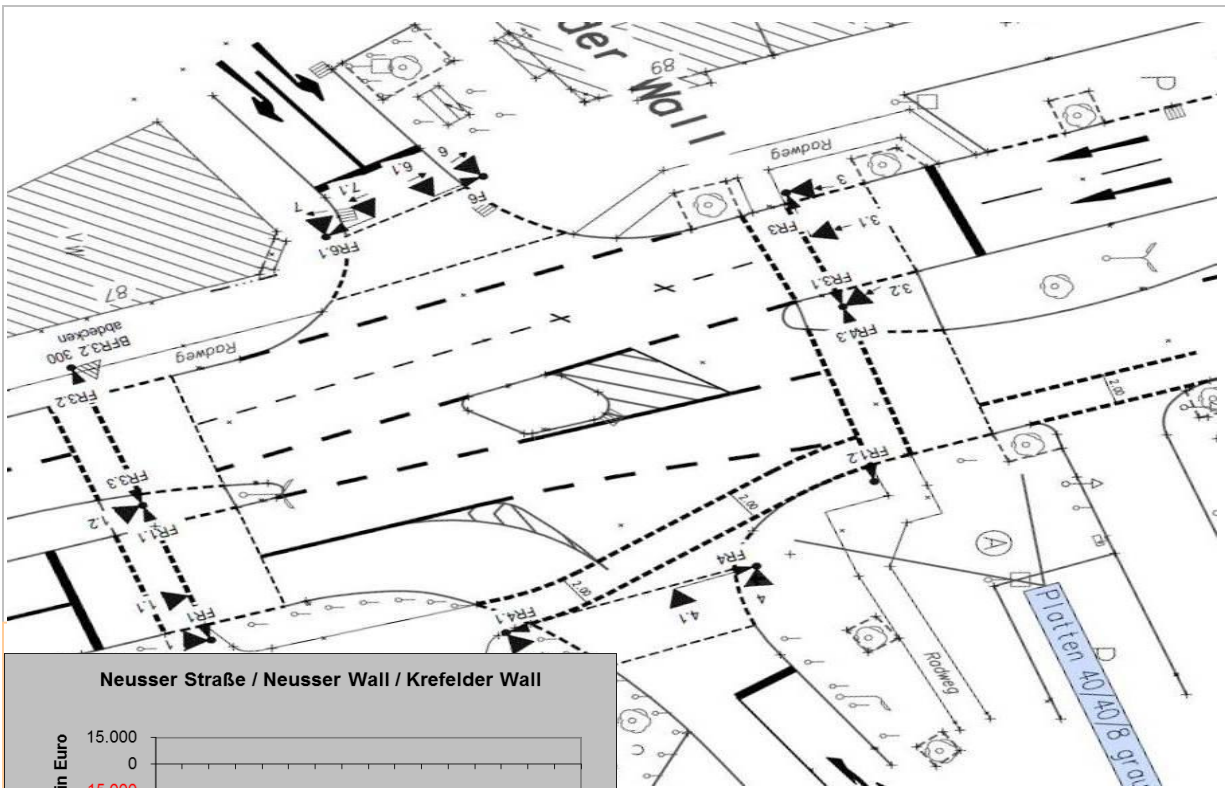 der Wall
89
Radweg
3
FR3
3.1
FR3.1
3.2
FR4.3
6
6.1
F6
7.1
7
FR6.1
87
abdecken
BFR3.2 300
Radweg
FR3.2
FR3.3
1.2
FR1.1
1.1
FR1
1
2.00
FR1.2
2.00
2.00
FR4
4
4.1
FR4.1
A
Radweg
Platten 40/40/8 grau
Neusser Straße / Neusser Wall / Krefelder Wall
in Euro
15.000
0